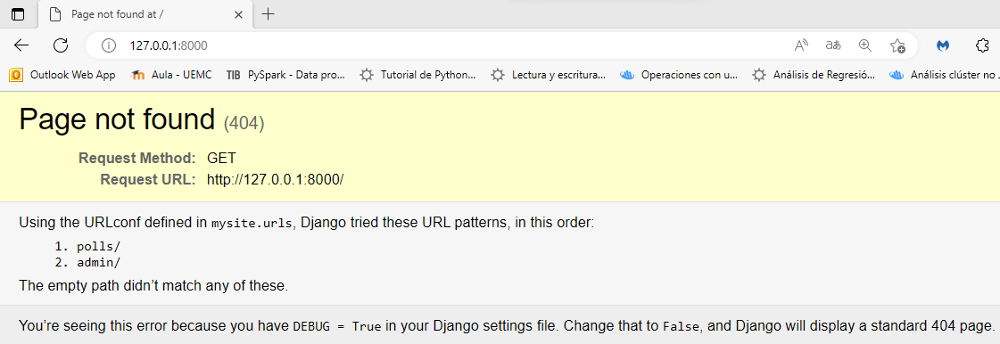 Page not found at /
127.0.0.1:8000
Outlook Web App
Aula - UEMC
TIB PySpark - Data pro...
Tutorial de Python...
Lectura y escritura...
Operaciones con u...
Análisis de Regresió...
Análisis clúster no .
Page not found (404)
Request Method: GET
Request URL: http://127.0.0.1:8000/
Using the URLconf defined in mysite.urls, Django tried these URL patterns, in this order:
1. polls/
2. admin/
The empty path didn’t match any of these.
You’re seeing this error because you have DEBUG = True in your Django settings file. Change that to False, and Django will display a standard 404 page.